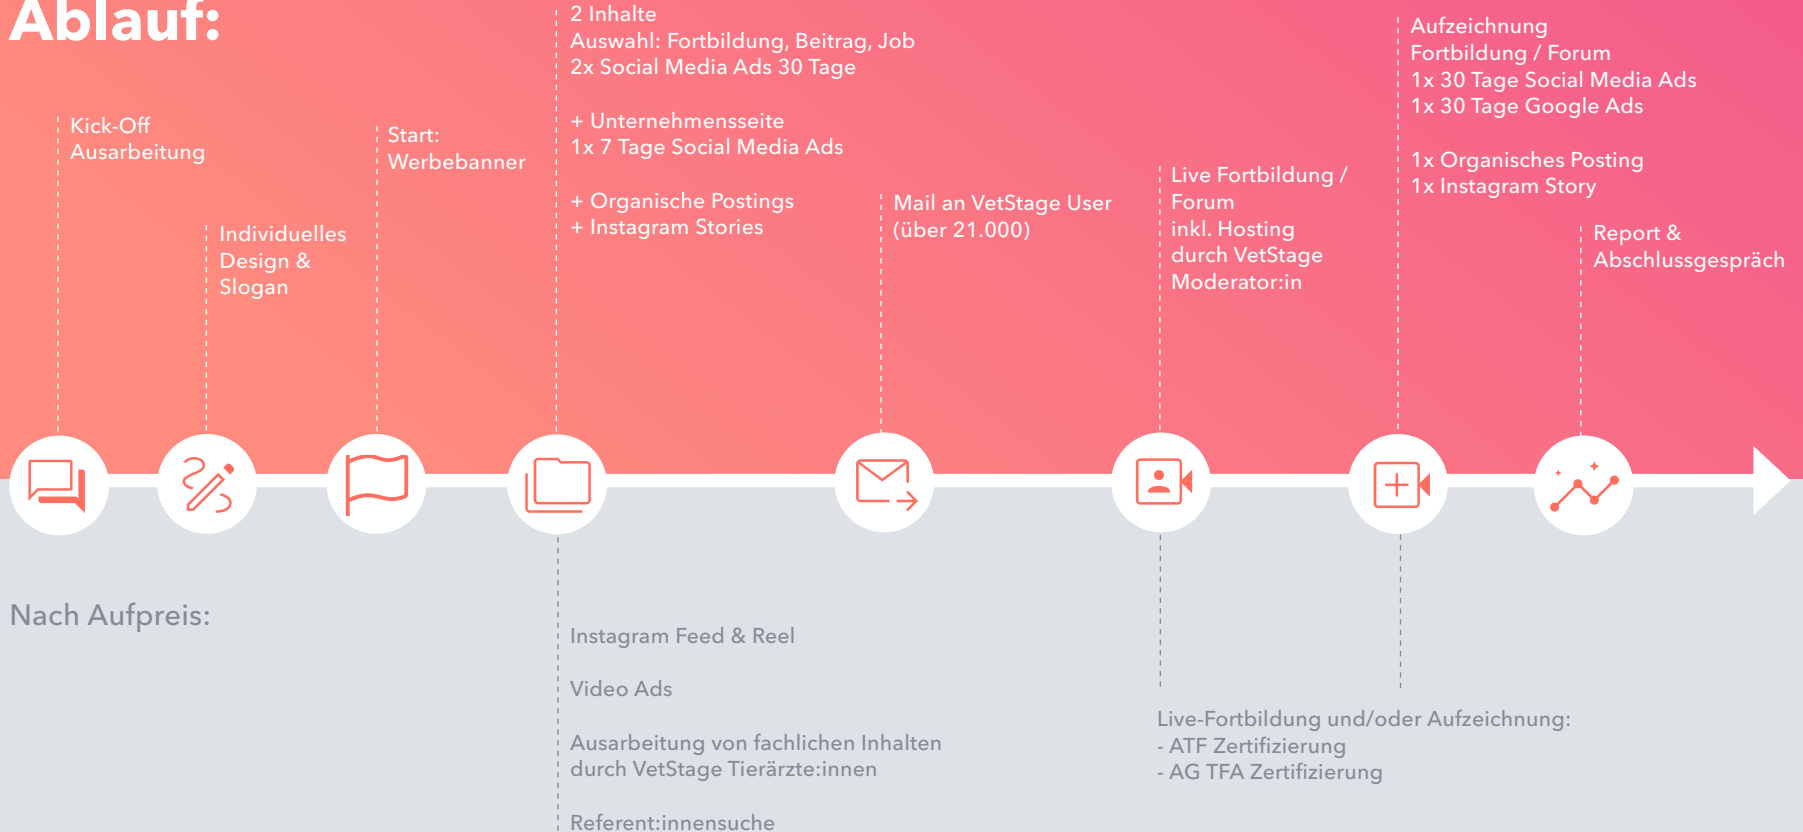 Ablauf:
Kick-Off
Ausarbeitung
Individuelles
Design &
Slogan
Start:
Werbebanner
2 Inhalte
Auswahl: Fortbildung, Beitrag, Job
2x Social Media Ads 30 Tage
+ Unternehmensseite
1x 7 Tage Social Media Ads
+ Organische Postings
+ Instagram Stories
Mail an VetStage User
(über 21.000)
Live Fortbildung /
Forum
inkl. Hosting
durch VetStage
Moderator:in
Aufzeichnung
Fortbildung / Forum
1x 30 Tage Social Media Ads
1x 30 Tage Google Ads
1x Organisches Posting
1x Instagram Story
Report &
Abschlussgespräch
Nach Aufpreis:
Instagram Feed & Reel
Video Ads
Ausarbeitung von fachlichen Inhalten
durch VetStage Tierärzte:innen
Referent:innensuche
Live-Fortbildung und/oder Aufzeichnung:
- ATF Zertifizierung
- AG TFA Zertifizierung